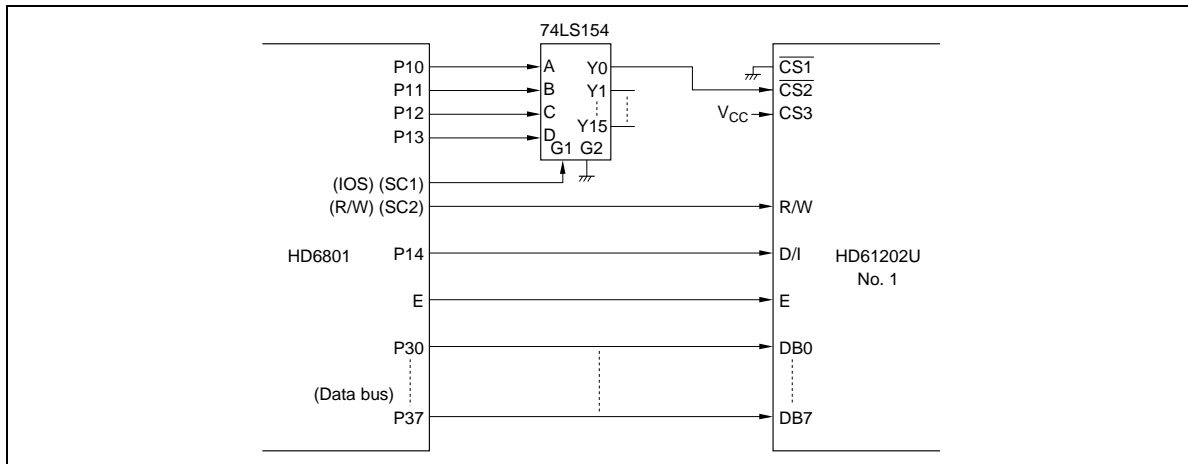 74LS154
P10 A Y0 CS1
P11 B Y1 CS2
P12 C VCC CS3
P13 D Y15
G1 G2
(IOS) (SC1)
(R/W) (SC2) R/W
HD6801 P14 D/I HD61202U
No. 1
E E
P30 DB0
(Data bus)
P37 DB7